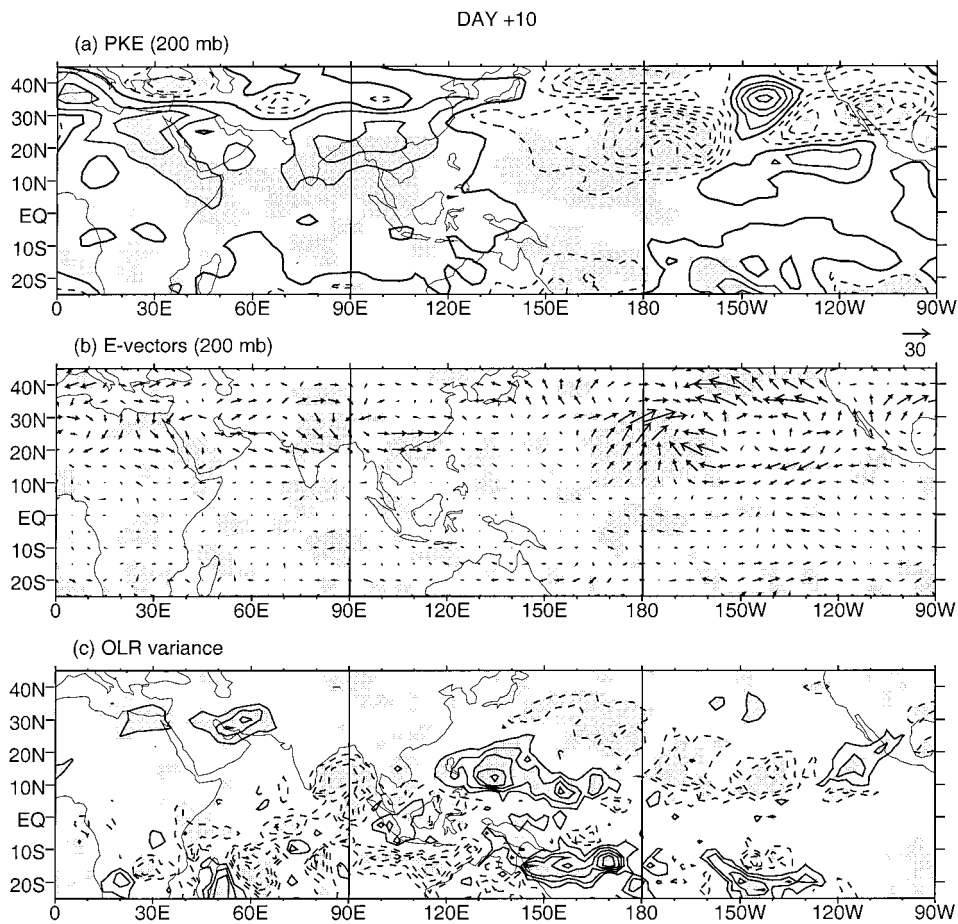 DAY +10
(a) PKE (200 mb)
40N
30N
20N
10N
EQ
10S
20S
0 30E 60E 90E 120E 150E 180 150W 120W 90W
(b) E-vectors (200 mb)
30
40N
30N
20N
10N
EQ
10S
20S
0 30E 60E 90E 120E 150E 180 150W 120W 90W
(c) OLR variance
40N
30N
20N
10N
EQ
10S
20S
0 30E 60E 90E 120E 150E 180 150W 120W 90W